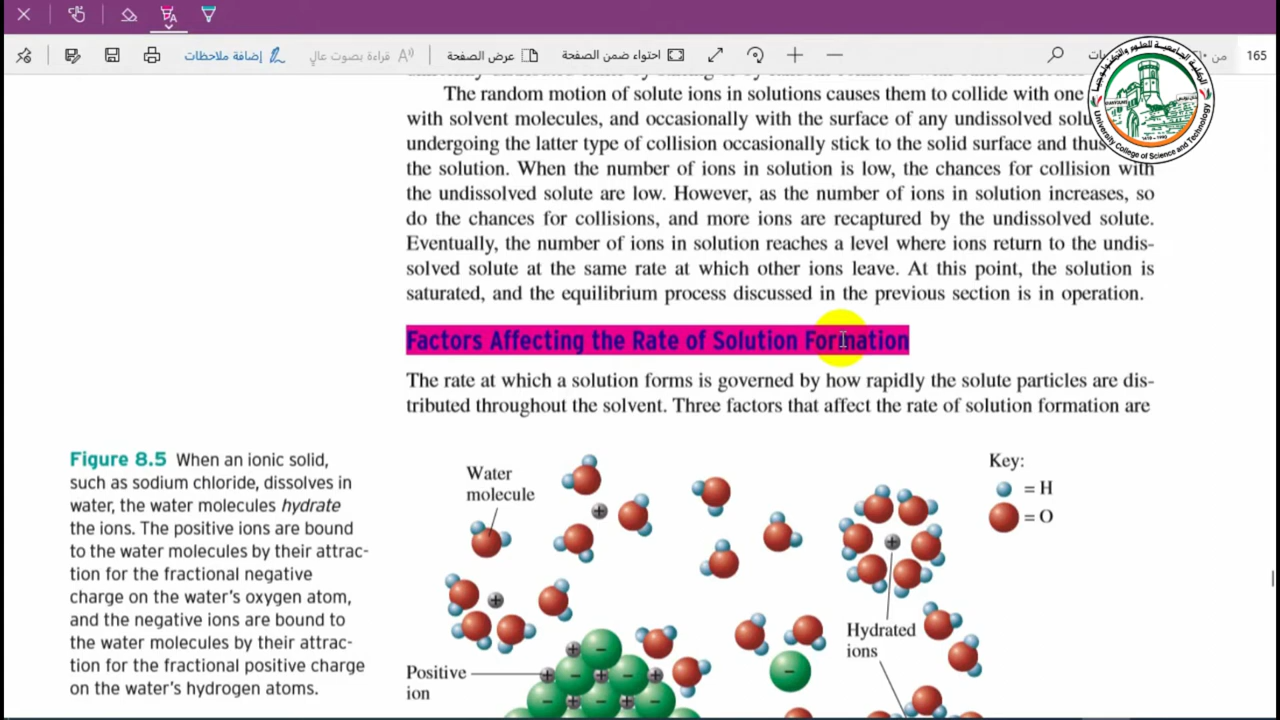 إضافة ملاحظات
قراءة بصوت عالٍ
عرض الصفحة
احتواء ضمن الصفحة
من
165
University College of Science and Technology
The random motion of solute ions in solutions causes them to collide with one
with solvent molecules, and occasionally with the surface of any undissolved
undergoing the latter type of collision occasionally stick to the solid surface and thus
the solution. When the number of ions in solution is low, the chances for collision with
the undissolved solute are low. However, as the number of ions in solution increases, so
do the chances for collisions, and more ions are recaptured by the undissolved solute.
Eventually, the number of ions in solution reaches a level where ions return to the undis-
solved solute at the same rate at which other ions leave. At this point, the solution is
saturated, and the equilibrium process discussed in the previous section is in operation.
Factors Affecting the Rate of Solution Formation
The rate at which a solution forms is governed by how rapidly the solute particles are dis-
tributed throughout the solvent. Three factors that affect the rate of solution formation are
Figure 8.5 When an ionic solid,
such as sodium chloride, dissolves in
water, the water molecules hydrate
the ions. The positive ions are bound
to the water molecules by their attrac-
tion for the fractional negative
charge on the water's oxygen atom,
and the negative ions are bound to
the water molecules by their attrac-
tion for the fractional positive charge
on the water's hydrogen atoms.
Water
molecule
Key:
= H
= O
Hydrated
ions
Positive
ion